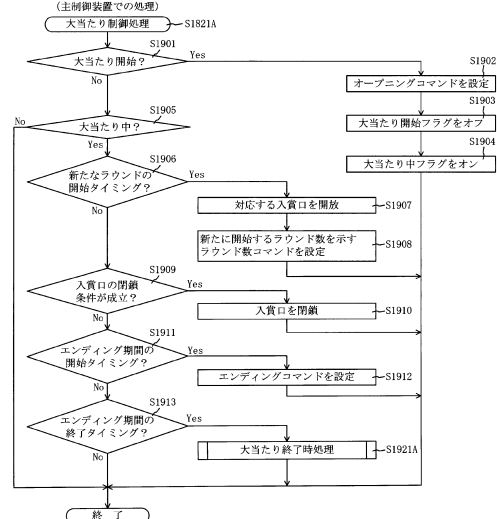 (主制御装置での処理)
大当たり制御処理
S1821A
S1901
大当たり開始？
Yes
No
S1902
オープニングコマンドを設定
S1903
大当たり開始フラグをオフ
S1904
大当たり中フラグをオン
S1905
No
大当たり中？
Yes
S1906
新たなラウンドの
開始タイミング？
Yes
No
対応する入賞口を開放
S1907
新たに開始するラウンド数を示す
ラウンド数コマンドを設定
S1908
S1909
入賞口の閉鎖
条件が成立？
Yes
No
入賞口を閉鎖
S1910
S1911
エンディング期間の
開始タイミング？
Yes
No
エンディングコマンドを設定
S1912
S1913
エンディング期間の
終了タイミング？
Yes
No
大当たり終了時処理
S1921A
終了